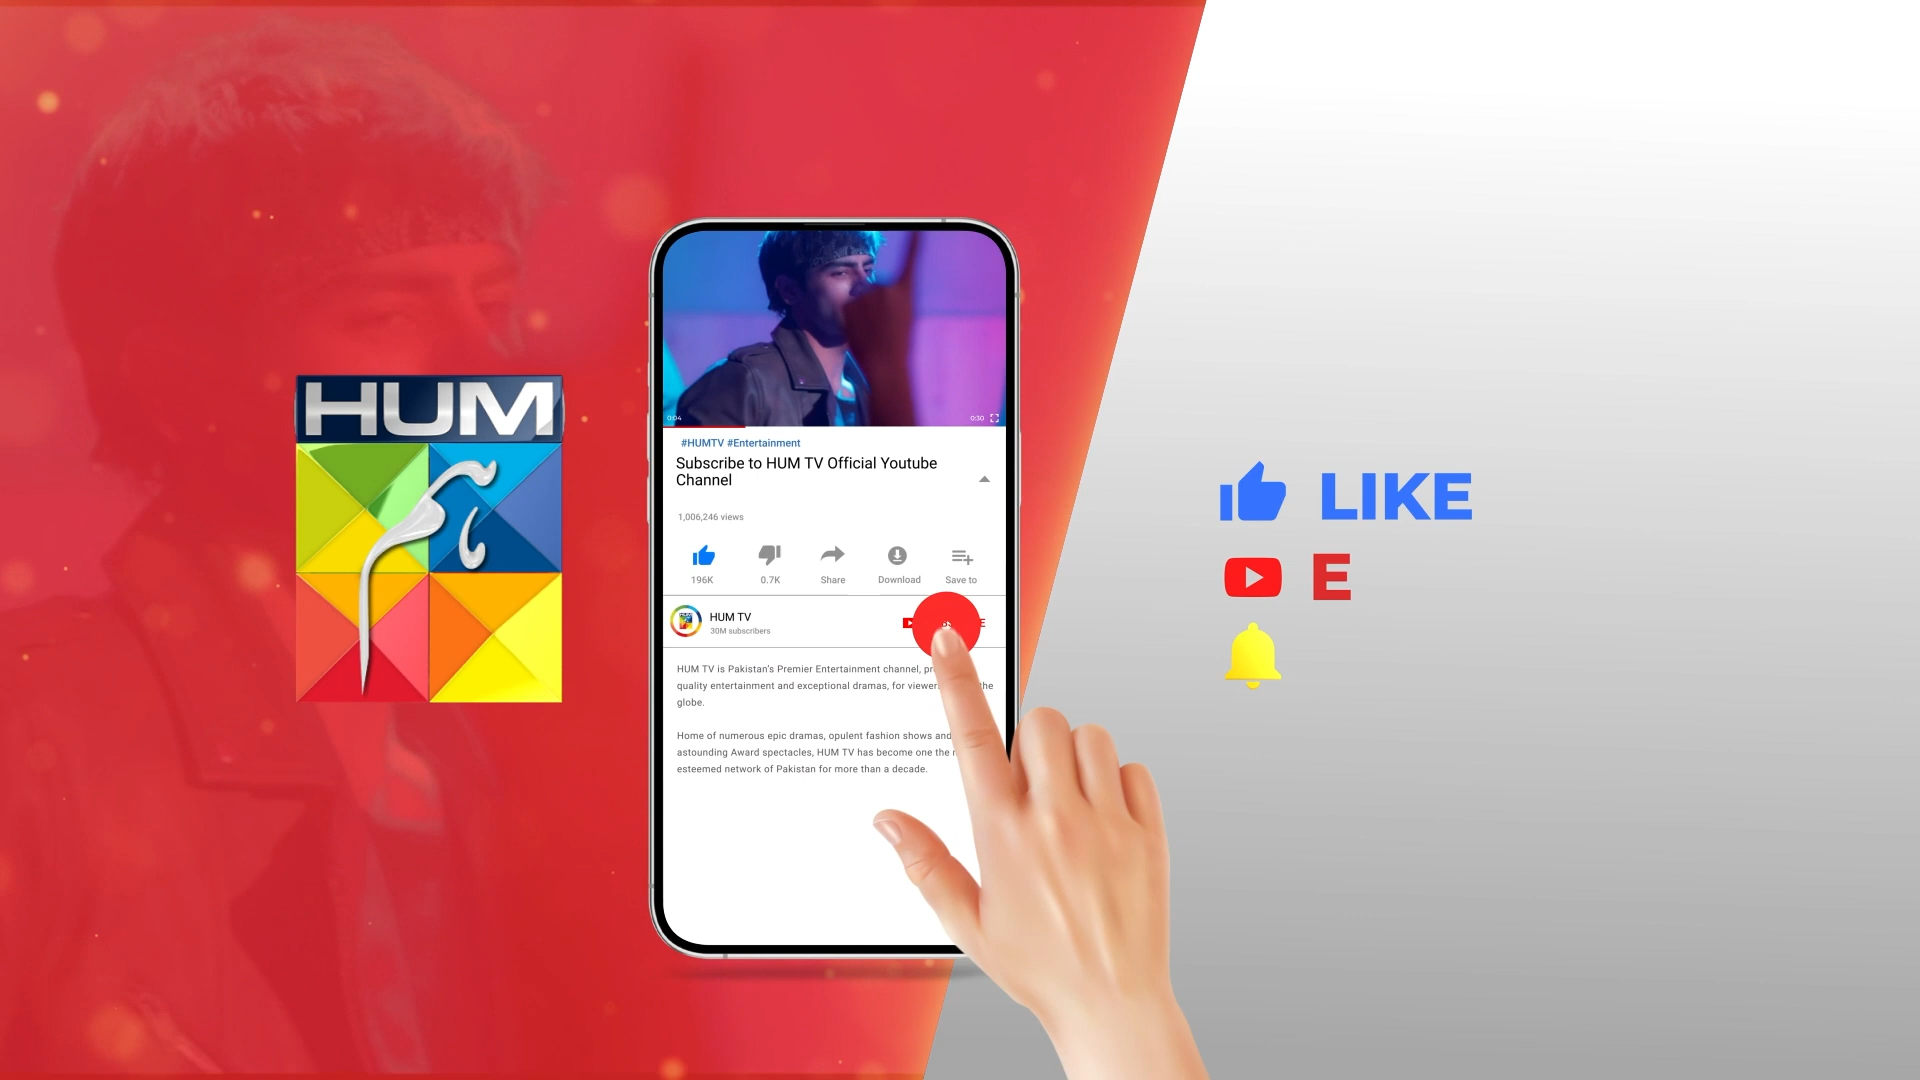 HUM
0:04
0:30
#HUMTV #Entertainment
Subscribe to HUM TV Official Youtube
Channel
1,006,246 views
196K
0.7K
Share
Download
Save to
HUM TV
30M subscribers
HUM TV is Pakistan's Premier Entertainment channel,
quality entertainment and exceptional dramas, for the
globe.
Home of numerous epic dramas, opulent fashion shows and
astounding Award spectacles, HUM TV has become one the
esteemed network of Pakistan for more than a decade.
LIKE
E